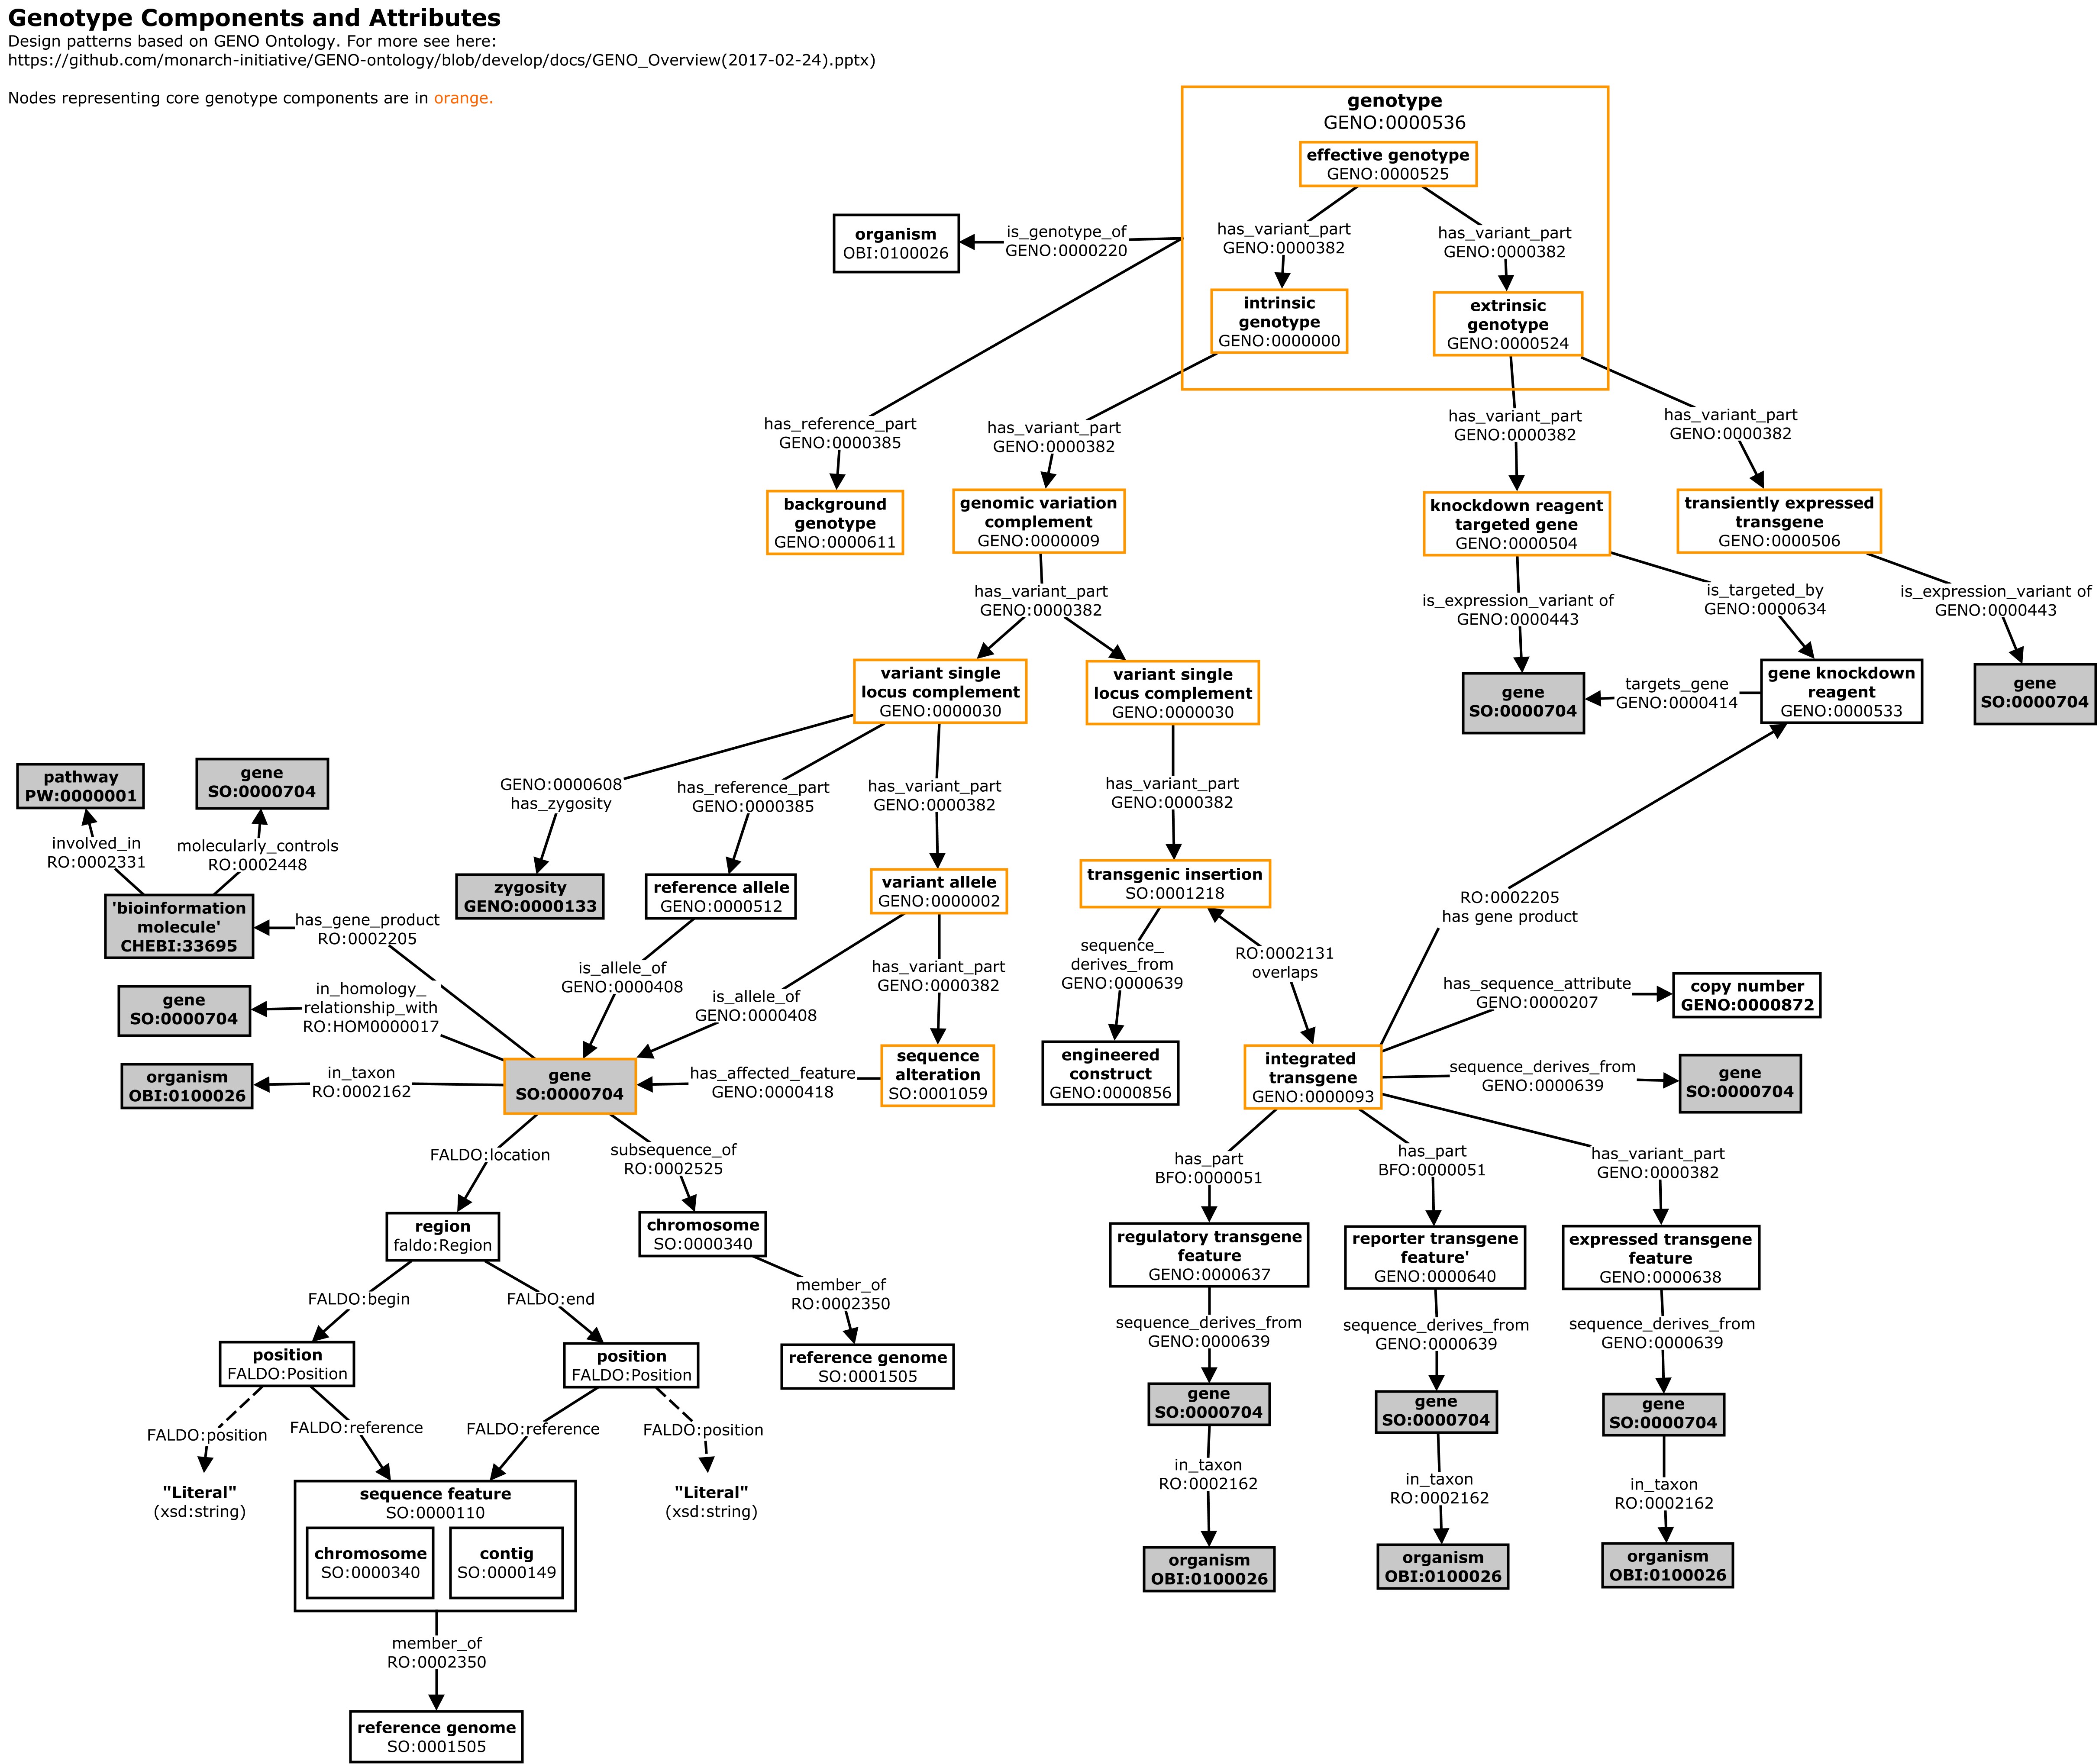 Genotype Components and Attributes
Design patterns based on GENO Ontology. For more see here:
https://github.com/monarch-initiative/GENO-ontology/blob/develop/docs/GENO_Overview(2017-02-24).pptx)
Nodes representing core genotype components are in orange.
genotype
GENO:0000536
effective genotype
GENO:0000525
has_variant_part
GENO:0000382
has_variant_part
GENO:0000382
organism
OBI:0100026
is_genotype_of
GENO:0000220
intrinsic
genotype
GENO:0000000
extrinsic
genotype
GENO:0000524
has_reference_part
GENO:0000385
has_variant_part
GENO:0000382
has_variant_part
GENO:0000382
has_variant_part
GENO:0000382
background
genotype
GENO:0000611
genomic variation
complement
GENO:0000009
knockdown reagent
targeted gene
GENO:0000504
transiently expressed
transgene
GENO:0000506
has_variant_part
GENO:0000382
is_expression_variant of
GENO:0000443
is_targeted_by
GENO:0000634
is_expression_variant of
GENO:0000443
variant single
locus complement
GENO:0000030
variant single
locus complement
GENO:0000030
gene
SO:0000704
targets_gene
GENO:0000414
gene knockdown
reagent
GENO:0000533
gene
SO:0000704
pathway
PW:0000001
gene
SO:0000704
GENO:0000608
has_zygosity
has_reference_part
GENO:0000385
has_variant_part
GENO:0000382
has_variant_part
GENO:0000382
involved_in
RO:0002331
molecularly_controls
RO:0002448
zygosity
GENO:0000133
reference allele
GENO:0000512
variant allele
GENO:0000002
transgenic insertion
SO:0001218
RO:0002205
has gene product
'bioinformation
molecule'
CHEBI:33695
has_gene_product
RO:0002205
is_allele_of
GENO:0000408
is_allele_of
GENO:0000408
has_variant_part
GENO:0000382
sequence_
derives_from
GENO:0000639
RO:0002131
overlaps
gene
SO:0000704
in_homology_
relationship_with
RO:HOM0000017
has_sequence_attribute
GENO:0000207
copy number
GENO:0000872
organism
OBI:0100026
in_taxon
RO:0002162
gene
SO:0000704
has_affected_feature
GENO:0000418
sequence
alteration
SO:0001059
engineered
construct
GENO:0000856
integrated
transgene
GENO:0000093
sequence_derives_from
GENO:0000639
gene
SO:0000704
FALDO:location
subsequence_of
RO:0002525
has_part
BFO:0000051
has_part
BFO:0000051
has_variant_part
GENO:0000382
region
faldo:Region
chromosome
SO:0000340
regulatory transgene
feature
GENO:0000637
reporter transgene
feature'
GENO:0000640
expressed transgene
feature
GENO:0000638
FALDO:begin
FALDO:end
member_of
RO:0002350
sequence_derives_from
GENO:0000639
sequence_derives_from
GENO:0000639
sequence_derives_from
GENO:0000639
position
FALDO:Position
position
FALDO:Position
reference genome
SO:0001505
gene
SO:0000704
gene
SO:0000704
gene
SO:0000704
FALDO:position
FALDO:reference
FALDO:reference
FALDO:position
in_taxon
RO:0002162
in_taxon
RO:0002162
in_taxon
RO:0002162
"Literal"
(xsd:string)
sequence feature
SO:0000110
"Literal"
(xsd:string)
chromosome
SO:0000340
contig
SO:0000149
organism
OBI:0100026
organism
OBI:0100026
organism
OBI:0100026
member_of
RO:0002350
reference genome
SO:0001505